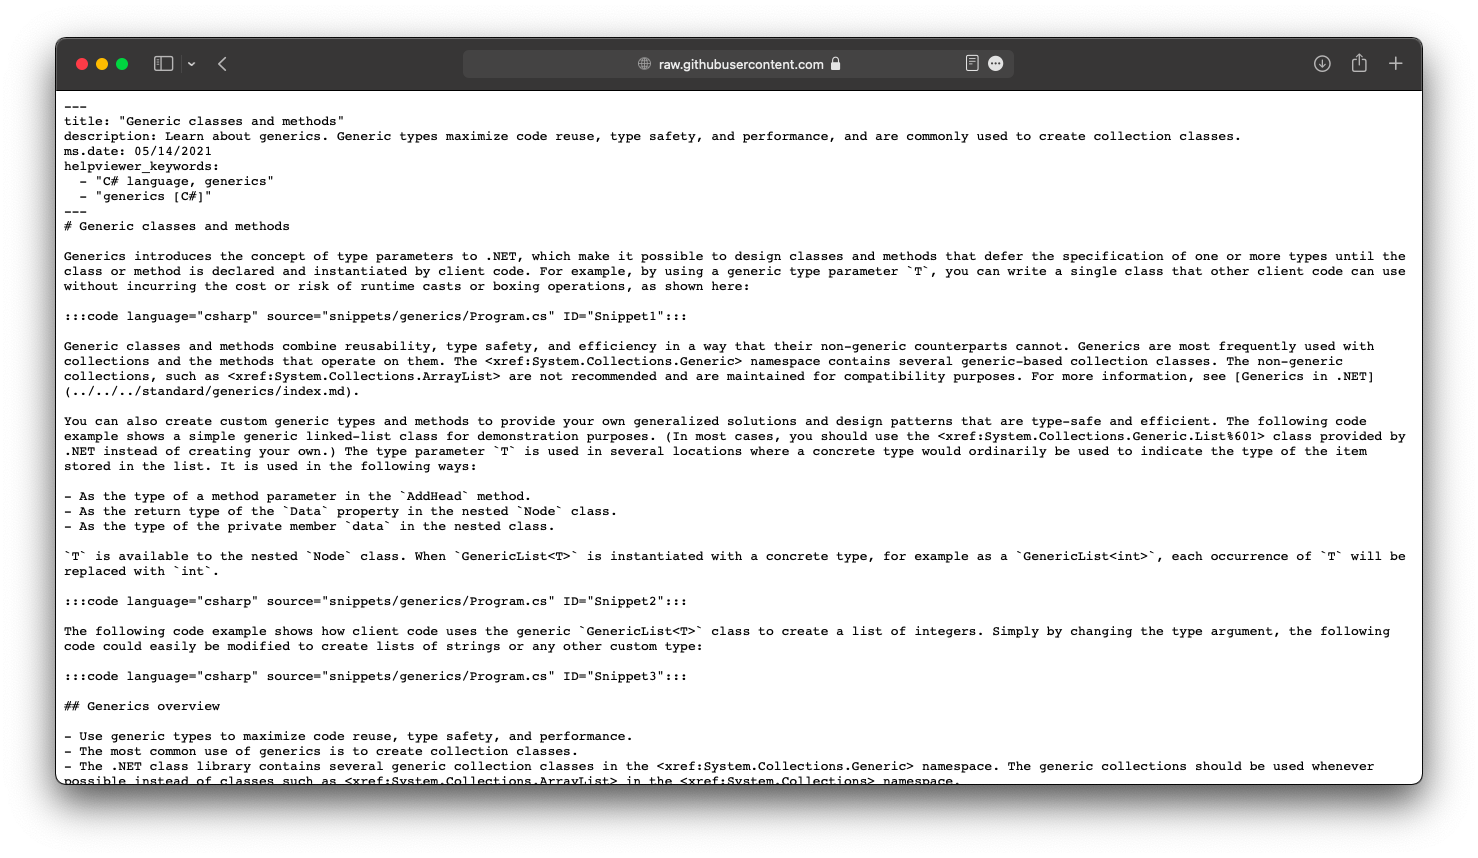 raw.githubusercontent.com
---
title: "Generic classes and methods"
description: Learn about generics. Generic types maximize code reuse, type safety, and performance, and are commonly used to create collection classes.
ms.date: 05/14/2021
helpviewer_keywords:
  - "C# language, generics"
  - "generics [C#]"
---
# Generic classes and methods

Generics introduces the concept of type parameters to .NET, which make it possible to design classes and methods that defer the specification of one or more types until the
class or method is declared and instantiated by client code. For example, by using a generic type parameter `T`, you can write a single class that other client code can use
without incurring the cost or risk of runtime casts or boxing operations, as shown here:

:::code language="csharp" source="snippets/generics/Program.cs" ID="Snippet1":::

Generic classes and methods combine reusability, type safety, and efficiency in a way that their non-generic counterparts cannot. Generics are most frequently used with
collections and the methods that operate on them. The <xref:System.Collections.Generic> namespace contains several generic-based collection classes. The non-generic
collections, such as <xref:System.Collections.ArrayList> are not recommended and are maintained for compatibility purposes. For more information, see [Generics in .NET]
(../../../standard/generics/index.md).

You can also create custom generic types and methods to provide your own generalized solutions and design patterns that are type-safe and efficient. The following code
example shows a simple generic linked-list class for demonstration purposes. (In most cases, you should use the <xref:System.Collections.Generic.List%601> class provided by
.NET instead of creating your own.) The type parameter `T` is used in several locations where a concrete type would ordinarily be used to indicate the type of the item
stored in the list. It is used in the following ways:

- As the type of a method parameter in the `AddHead` method.
- As the return type of the `Data` property in the nested `Node` class.
- As the type of the private member `data` in the nested class.

`T` is available to the nested `Node` class. When `GenericList<T>` is instantiated with a concrete type, for example as a `GenericList<int>`, each occurrence of `T` will be
replaced with `int`.

:::code language="csharp" source="snippets/generics/Program.cs" ID="Snippet2":::

The following code example shows how client code uses the generic `GenericList<T>` class to create a list of integers. Simply by changing the type argument, the following
code could easily be modified to create lists of strings or any other custom type:

:::code language="csharp" source="snippets/generics/Program.cs" ID="Snippet3":::

## Generics overview

- Use generic types to maximize code reuse, type safety, and performance.
- The most common use of generics is to create collection classes.
- The .NET class library contains several generic collection classes in the <xref:System.Collections.Generic> namespace. The generic collections should be used whenever
possible instead of classes such as <xref:System.Collections.ArrayList> in the <xref:System.Collections> namespace.